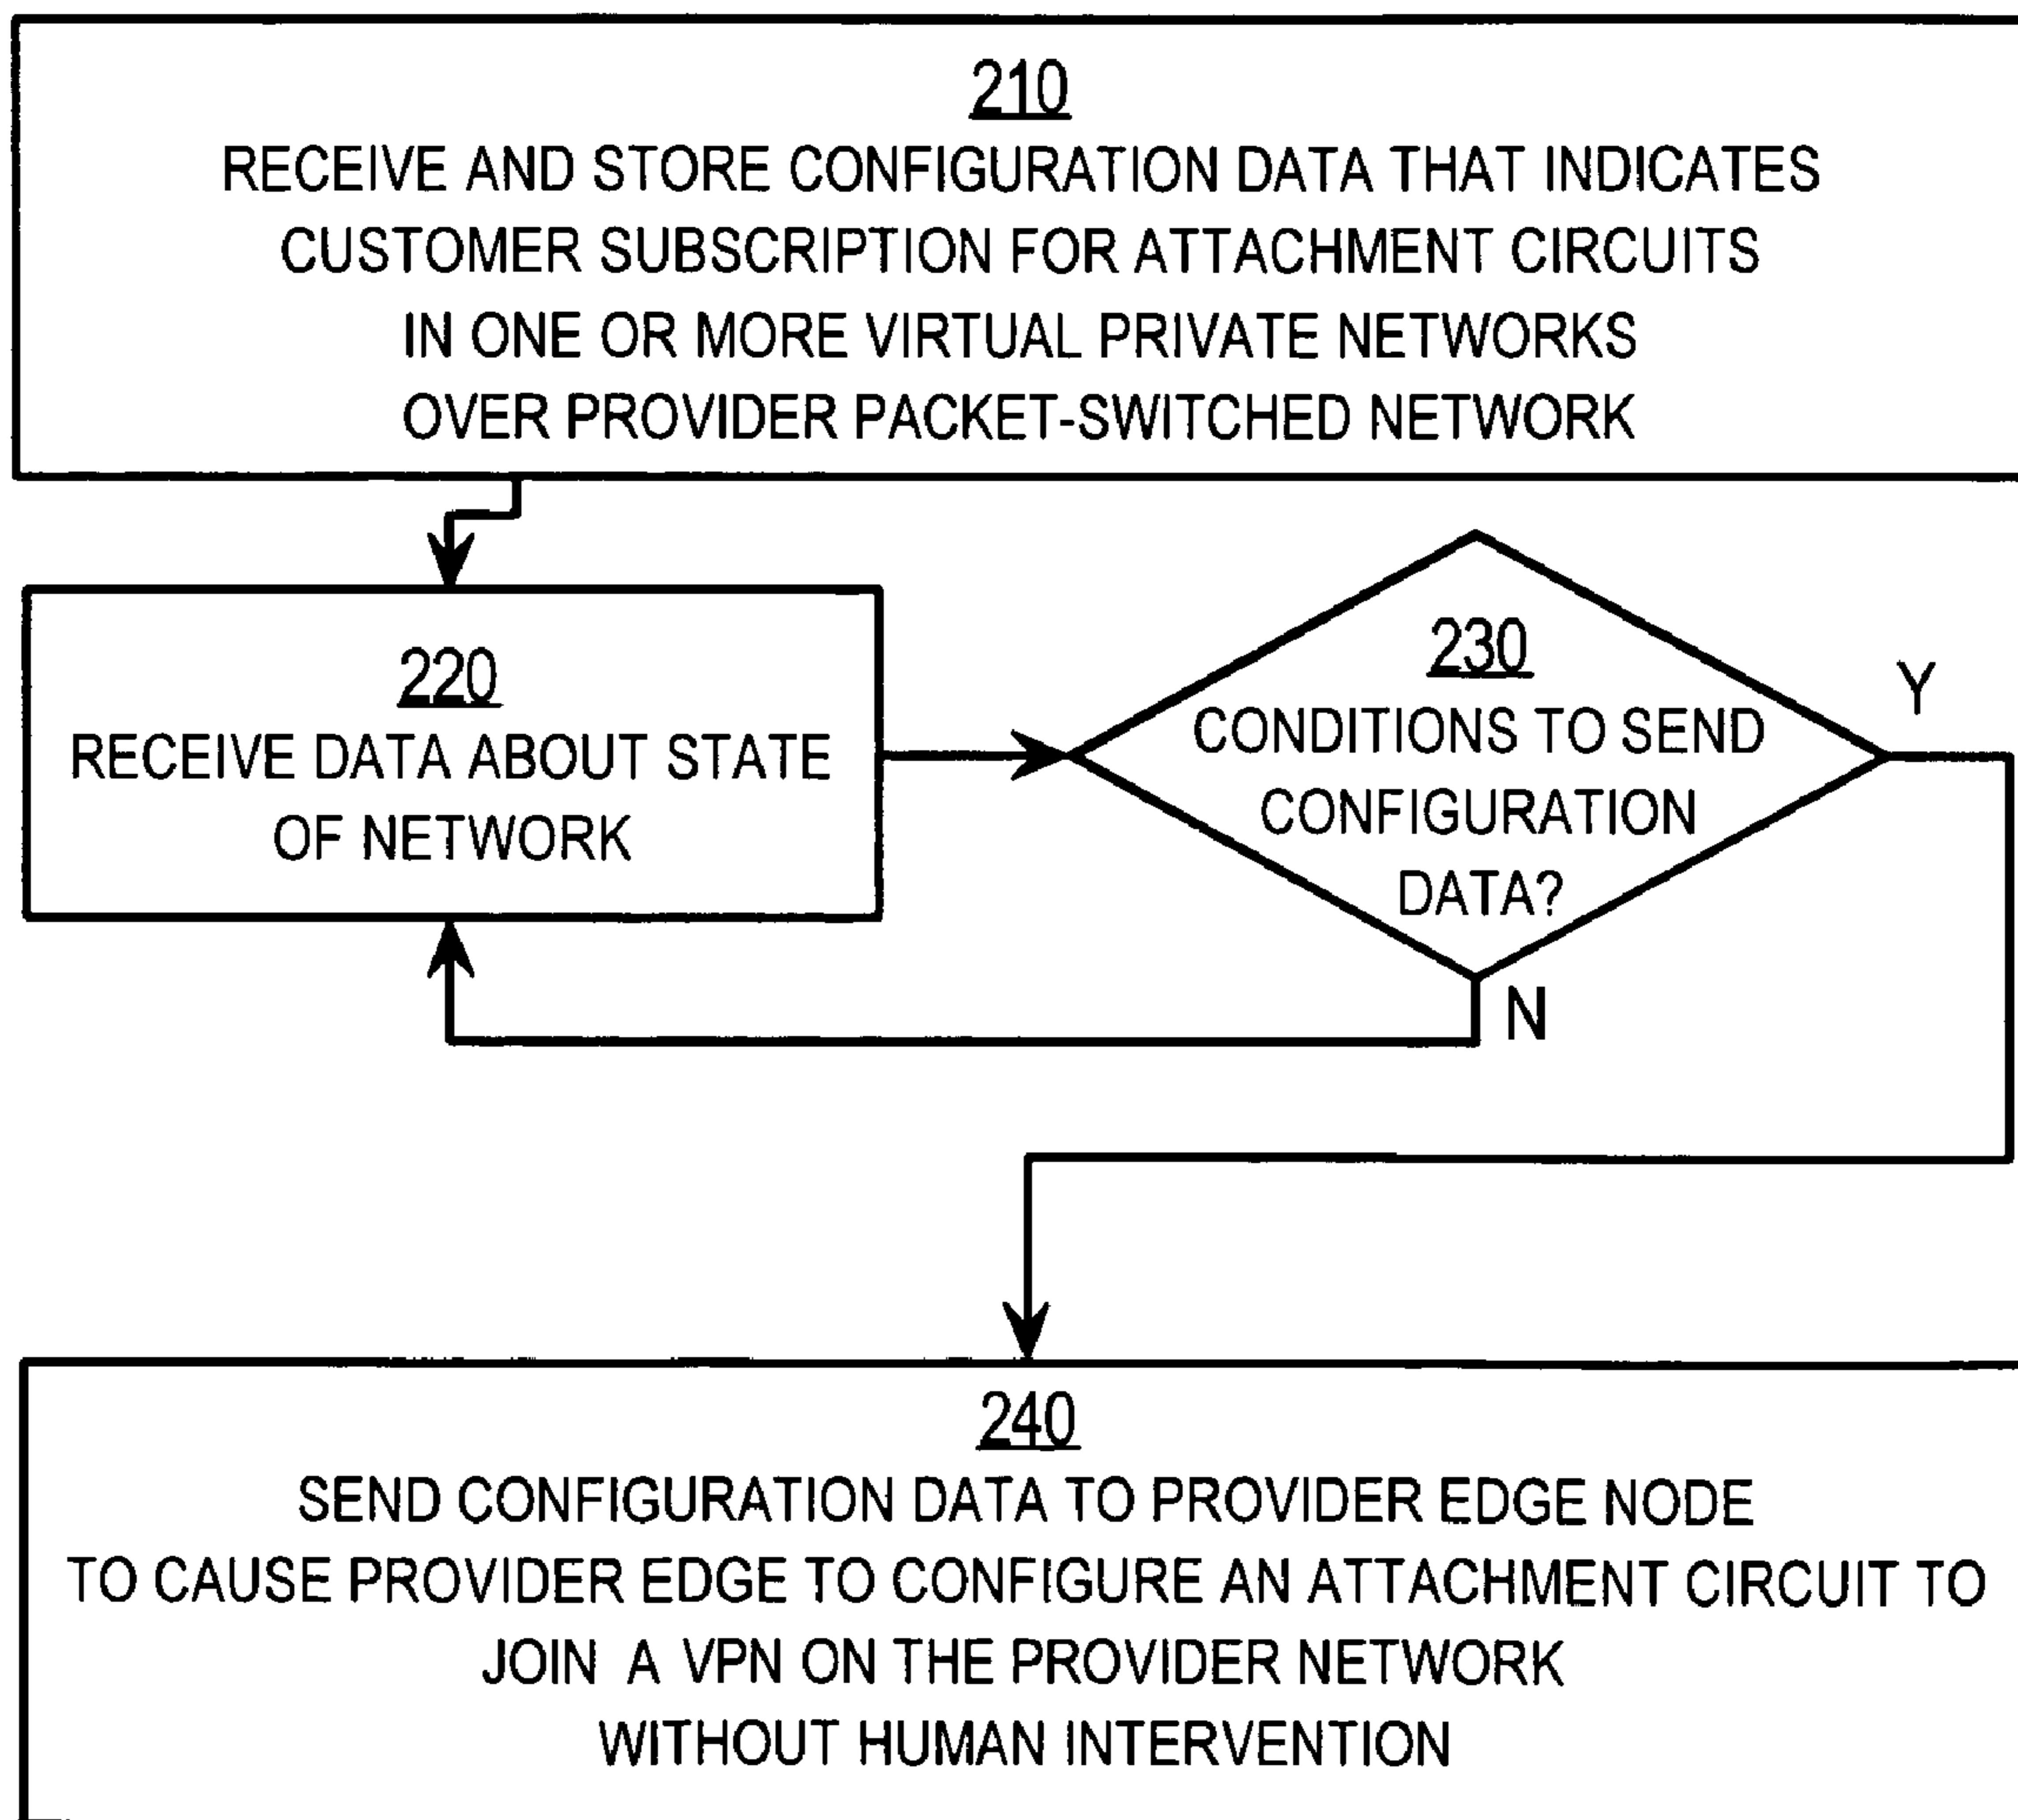 210
RECEIVE AND STORE CONFIGURATION DATA THAT INDICATES
CUSTOMER SUBSCRIPTION FOR ATTACHMENT CIRCUITS
IN ONE OR MORE VIRTUAL PRIVATE NETWORKS
OVER PROVIDER PACKET-SWITCHED NETWORK
220
RECEIVE DATA ABOUT STATE
OF NETWORK
230
CONDITIONS TO SEND
CONFIGURATION
DATA?
Y
N
240
SEND CONFIGURATION DATA TO PROVIDER EDGE NODE
TO CAUSE PROVIDER EDGE TO CONFIGURE AN ATTACHMENT CIRCUIT TO
JOIN A VPN ON THE PROVIDER NETWORK
WITHOUT HUMAN INTERVENTION